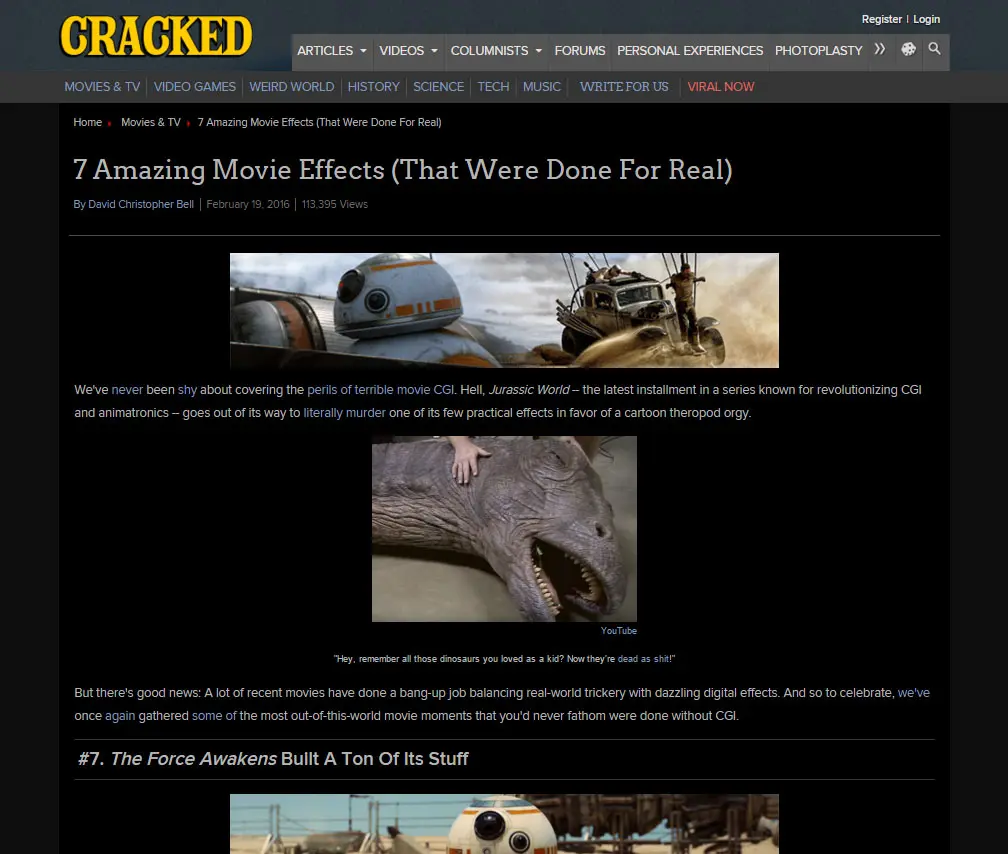 CRACKED
Register | Login
ARTICLES VIDEOS COLUMNISTS FORUMS PERSONAL EXPERIENCES PHOTOPLASTY »
MOVIES & TV VIDEO GAMES WEIRD WORLD HISTORY SCIENCE TECH MUSIC WRITE FOR US VIRAL NOW
Home Movies & TV 7 Amazing Movie Effects (That Were Done For Real)
7 Amazing Movie Effects (That Were Done For Real)
By David Christopher Bell | February 19, 2016 | 113,395 Views
We've never been shy about covering the perils of terrible movie CGI. Hell, Jurassic World -- the latest installment in a series known for revolutionizing CGI
and animatronics -- goes out of its way to literally murder one of its few practical effects in favor of a cartoon theropod orgy.
YouTube
"Hey, remember all those dinosaurs you loved as a kid? Now they're dead as shit!"
But there's good news: A lot of recent movies have done a bang-up job balancing real-world trickery with dazzling digital effects. And so to celebrate, we've
once again gathered some of the most out-of-this-world movie moments that you'd never fathom were done without CGI.
#7. The Force Awakens Built A Ton Of Its Stuff